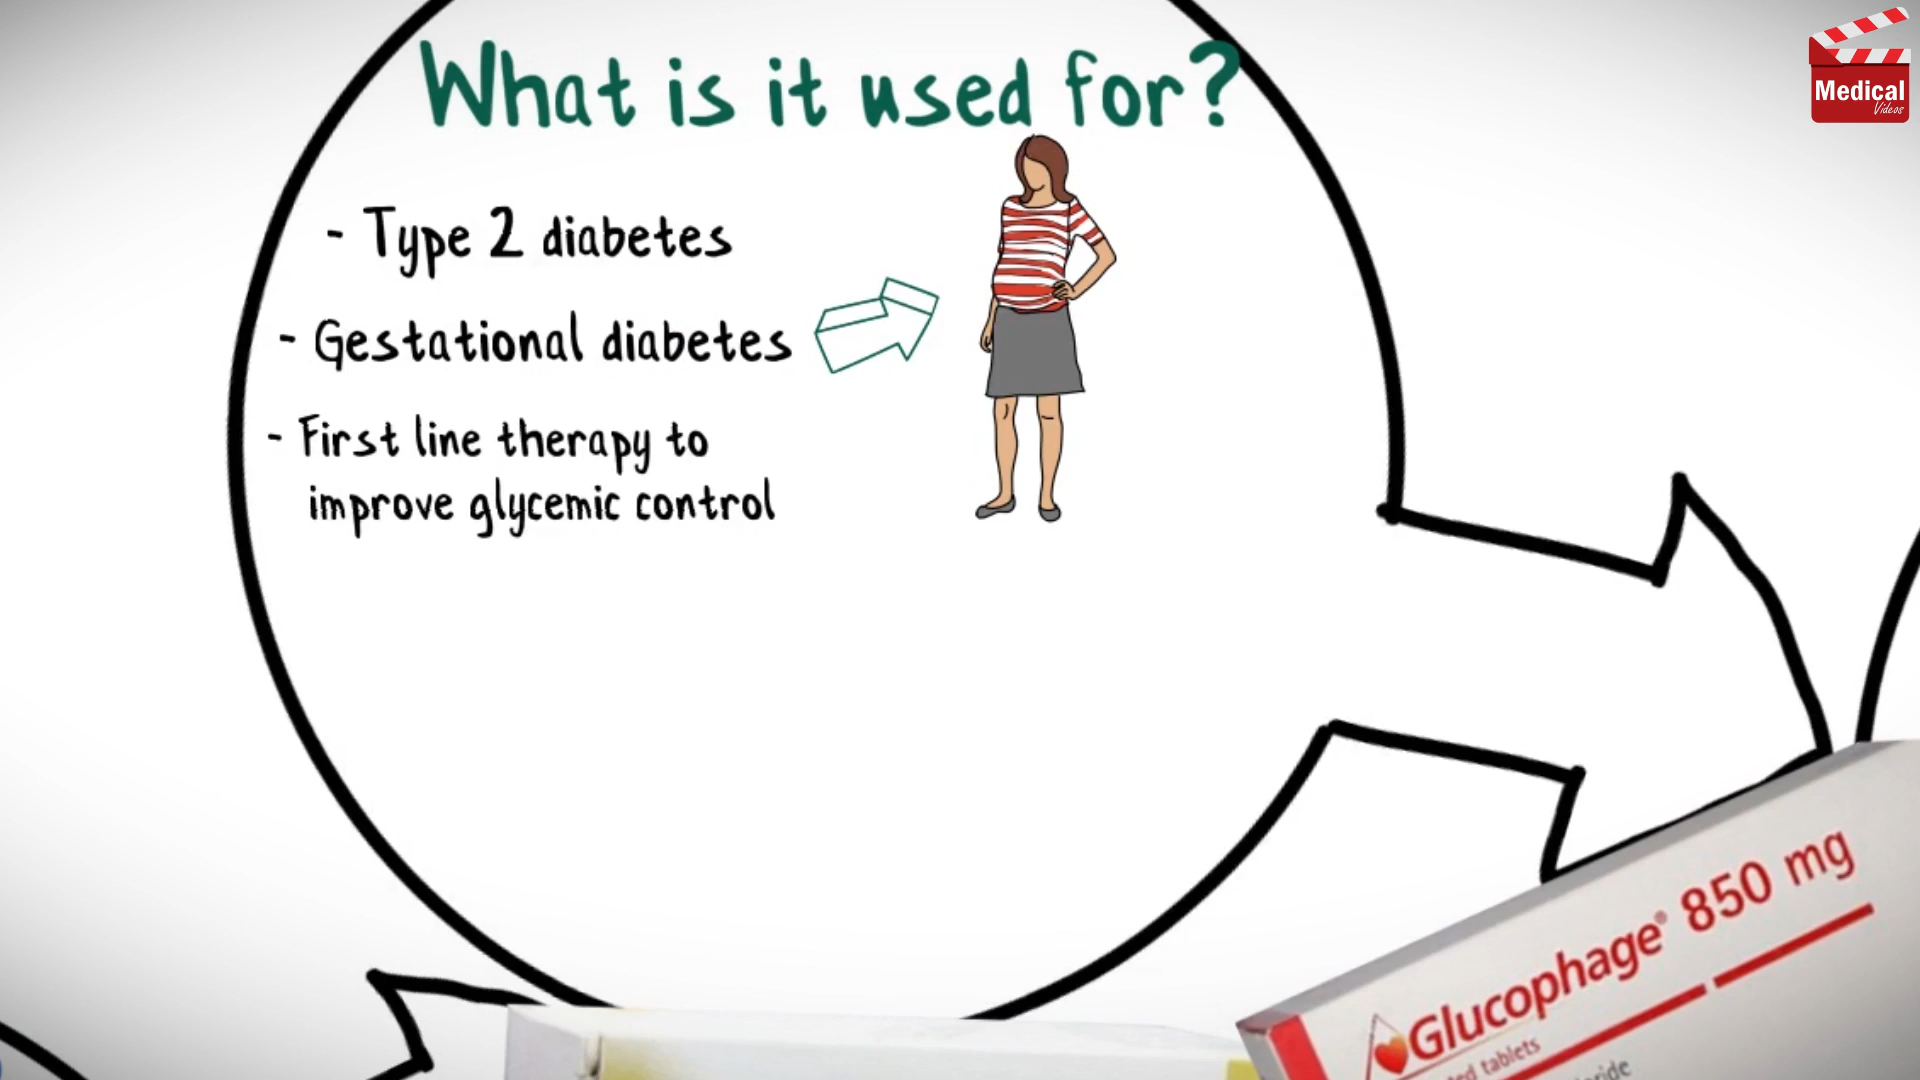 What is it used for?
- Type 2 diabetes
- Gestational diabetes
- First line therapy to
improve glycemic control
Medical
Videos
Glucophage® 850 mg
tablets